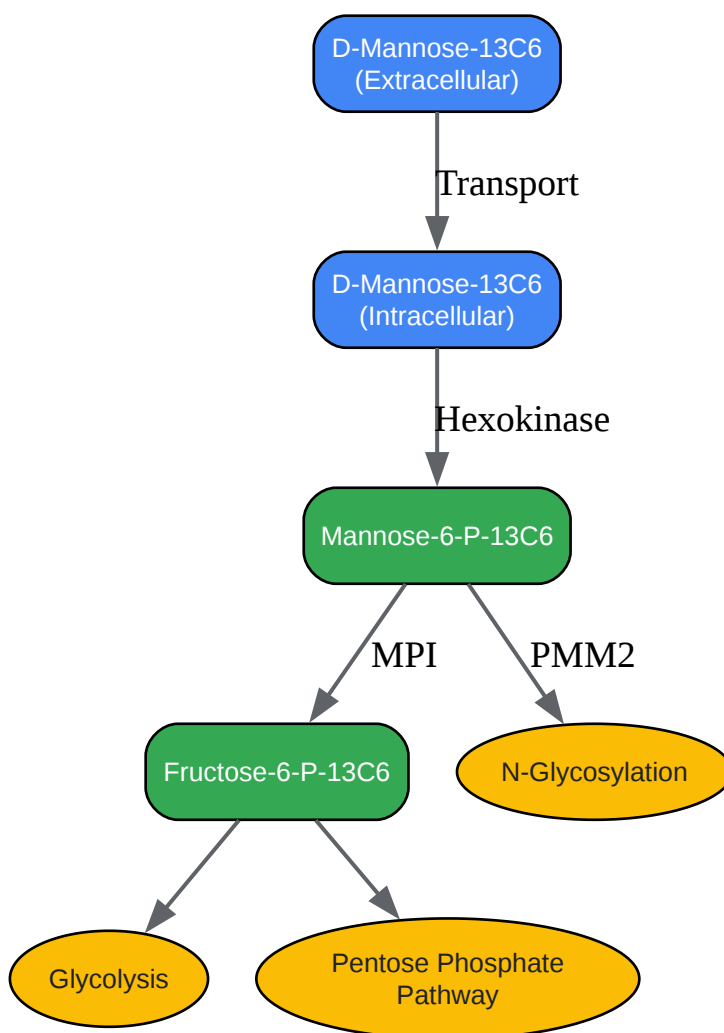 D-Mannose-13C6
(Extracellular)
Transport
D-Mannose-13C6
(Intracellular)
Hexokinase
Mannose-6-P-13C6
MPI
PMM2
Fructose-6-P-13C6
N-Glycosylation
Glycolysis
Pentose Phosphate
Pathway